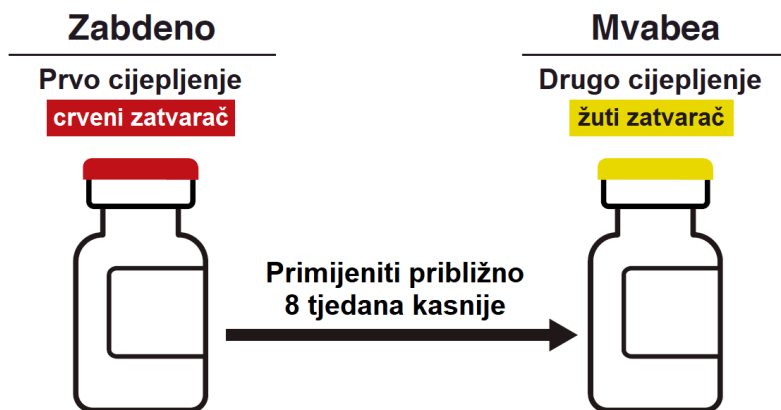 Zabdeno
Prvo cijepljenje
crveni zatvarač
Primijeniti približno
8 tjedana kasnije
Mvabea
Drugo cijepljenje
žuti zatvarač